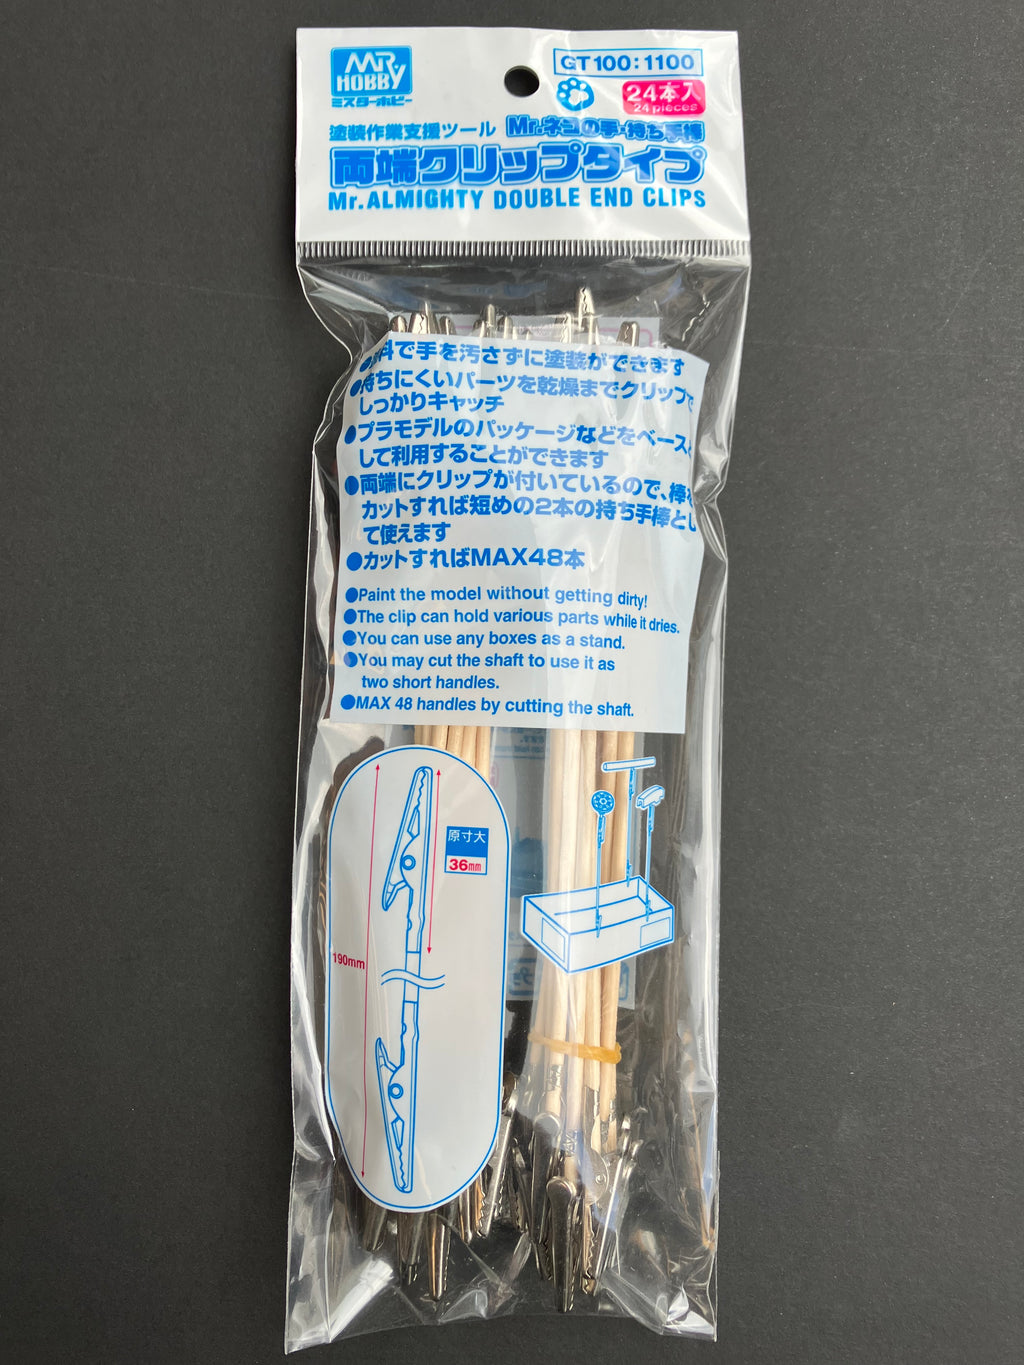 MR.
HOBBY
ミスターホビー
GT100:1100
24本入
24 pieces
塗装作業支援ツール Mr.ネコの手・持ち手棒
両端クリップタイプ
Mr.ALMIGHTY DOUBLE END CLIPS
で手を汚さずに塗装ができます
●持ちにくいパーツを乾燥までクリップで
しっかりキャッチ
●プラモデルのパッケージなどをベースと
して利用することができます
●両端にクリップが付いているので、棒を
カットすれば短めの2本の持ち手棒とし
て使えます
●カットすればMAX48本
●Paint the model without getting dirty!
●The clip can hold various parts while it dries.
●You can use any boxes as a stand.
●You may cut the shaft to use it as
two short handles.
●MAX 48 handles by cutting the shaft.
原寸大
36mm
190mm